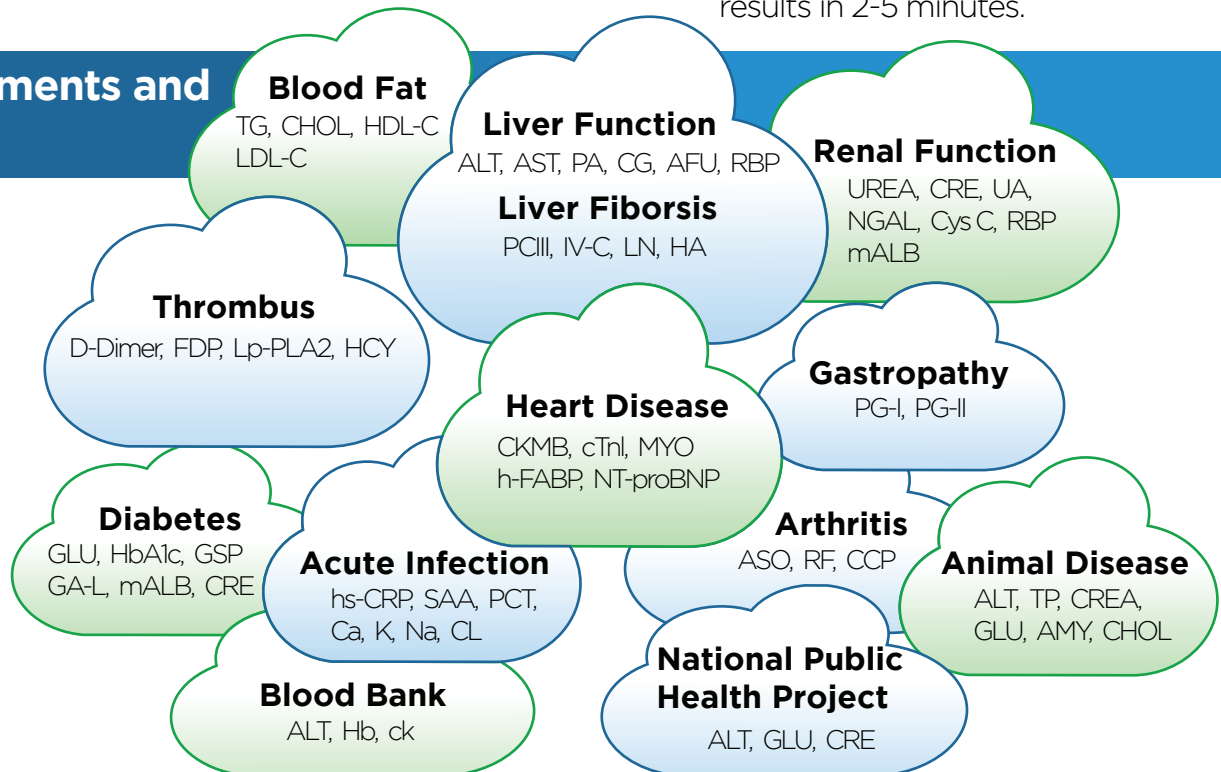 results in 2-5 minutes.
ments and
Blood Fat
TG, CHOL, HDL-C
LDL-C
Liver Function
ALT, AST, PA, CG, AFU, RBP
Liver Fiborsis
PCIII, IV-C, LN, HA
Renal Function
UREA, CRE, UA,
NGAL, Cys C, RBP
mALB
Thrombus
D-Dimer, FDP, Lp-PLA2, HCY
Heart Disease
CKMB, cTnI, MYO
h-FABP, NT-proBNP
Gastropathy
PG-I, PG-II
Diabetes
GLU, HbA1c, GSP
GA-L, mALB, CRE
Acute Infection
hs-CRP, SAA, PCT,
Ca, K, Na, CL
Arthritis
ASO, RF, CCP
Animal Disease
ALT, TP, CREA,
GLU, AMY, CHOL
Blood Bank
ALT, Hb, ck
National Public
Health Project
ALT, GLU, CRE